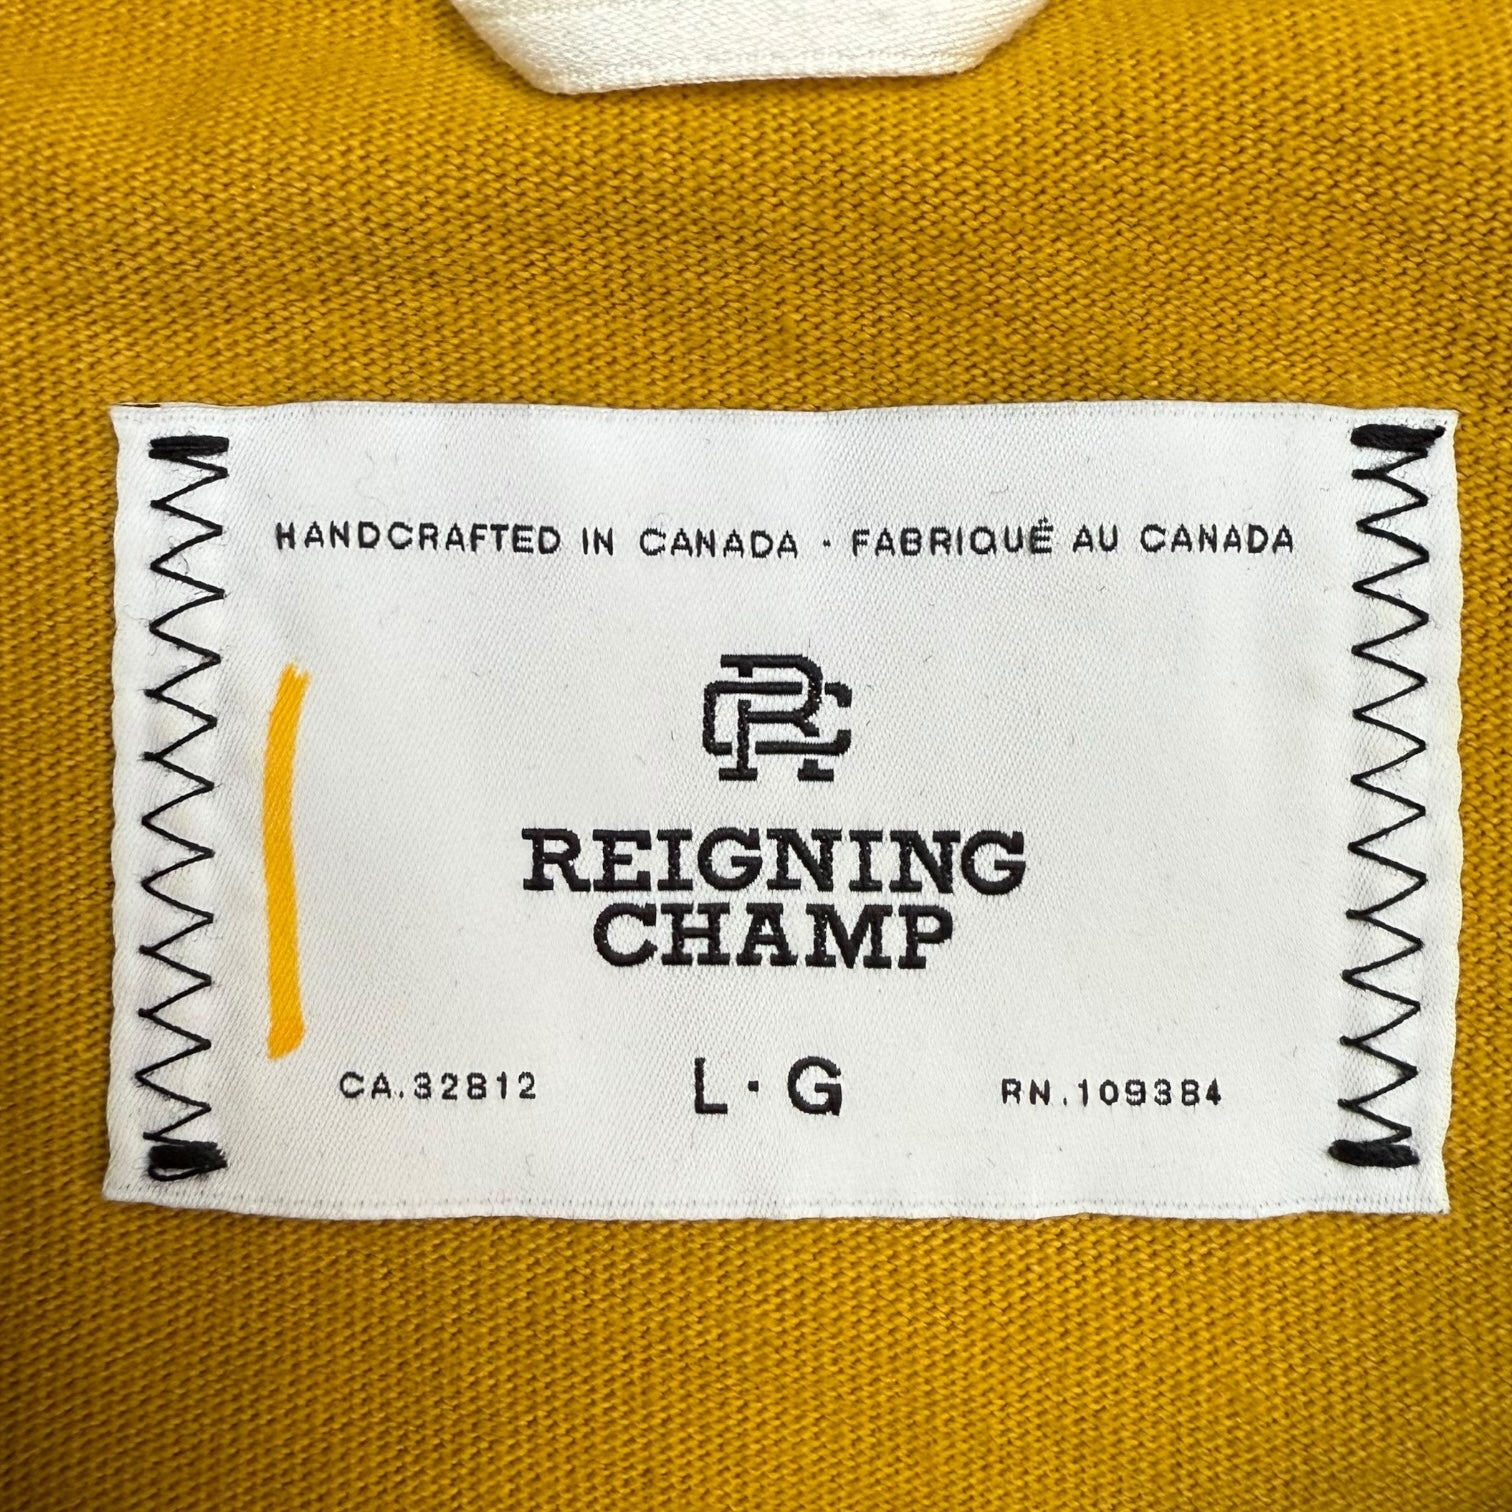 HANDCRAFTED IN CANADA · FABRIQUÉ AU CANADA
RC
REIGNING
CHAMP
CA.32812 L·G RN.109384